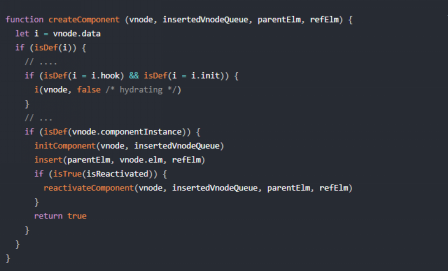 function createComponent (vnode, insertedVnodeQueue, parentElm, refElm) {
let i = vnode.data
if (isDef(i)) {
// ....
if (isDef(i = i.hook) && isDef(i = i.init)) {
i(vnode, false /* hydrating */)
}
// ...
if (isDef(vnode.componentInstance)) {
initComponent(vnode, insertedVnodeQueue)
insert(parentElm, vnode.elm, refElm)
if (isTrue(isReactivated)) {
reactivateComponent(vnode, insertedVnodeQueue, parentElm, refElm)
}
return true
}
}
}